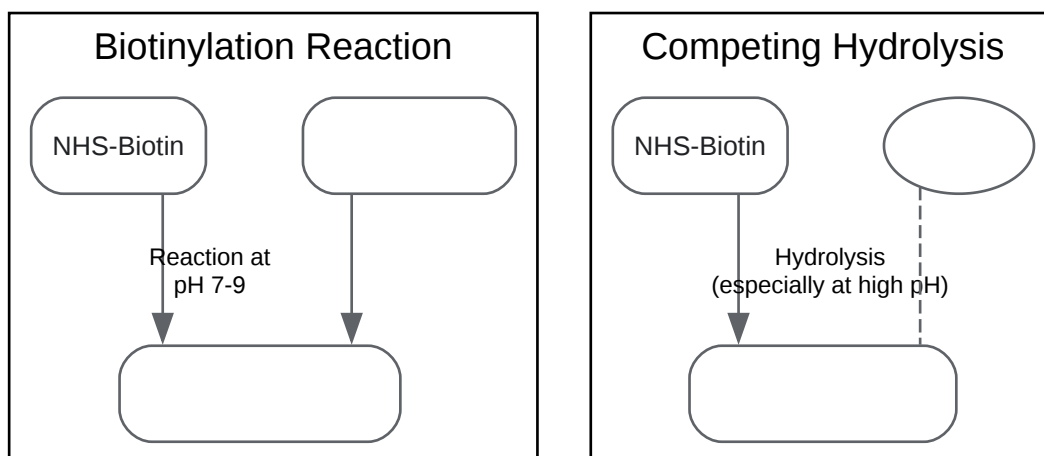 Biotinylation Reaction
NHS-Biotin
Reaction at
pH 7-9
Competing Hydrolysis
NHS-Biotin
Hydrolysis
(especially at high pH)